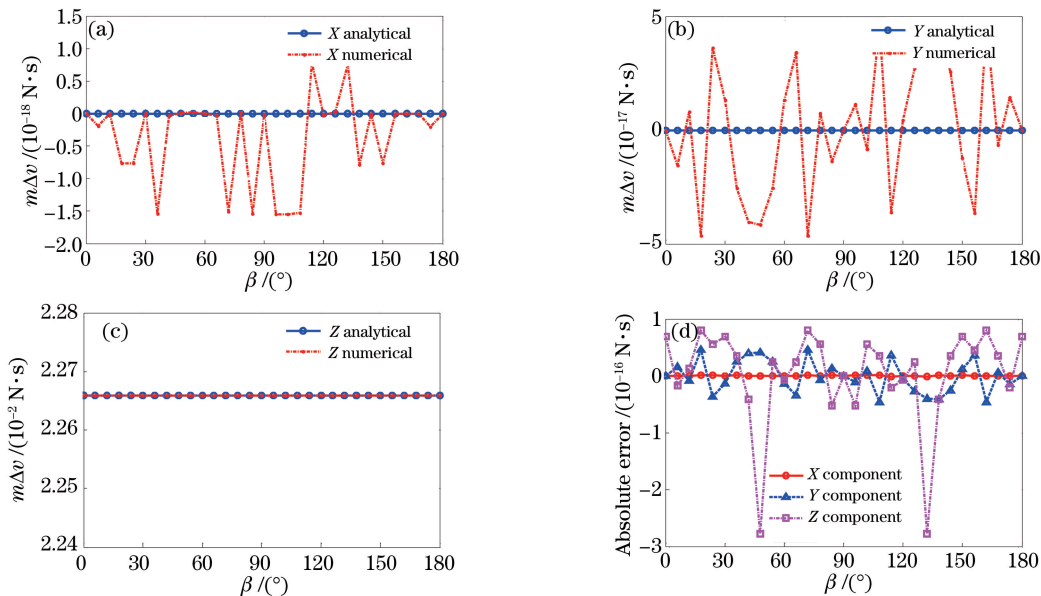 (a)
X analytical
X numerical
1.5
1.0
0.5
0
−0.5
−1.0
−1.5
−2.0
mΔv /(10⁻¹⁸ N·s)
0 30 60 90 120 150 180
β /(°)
(b)
Y analytical
Y numerical
5
0
−5
mΔv /(10⁻¹⁷ N·s)
0 30 60 90 120 150 180
β /(°)
(c)
Z analytical
Z numerical
2.28
2.27
2.26
2.25
2.24
mΔv /(10⁻² N·s)
0 30 60 90 120 150 180
β /(°)
(d)
X component
Y component
Z component
1
0
−1
−2
−3
Absolute error /(10⁻¹⁶ N·s)
0 30 60 90 120 150 180
β /(°)